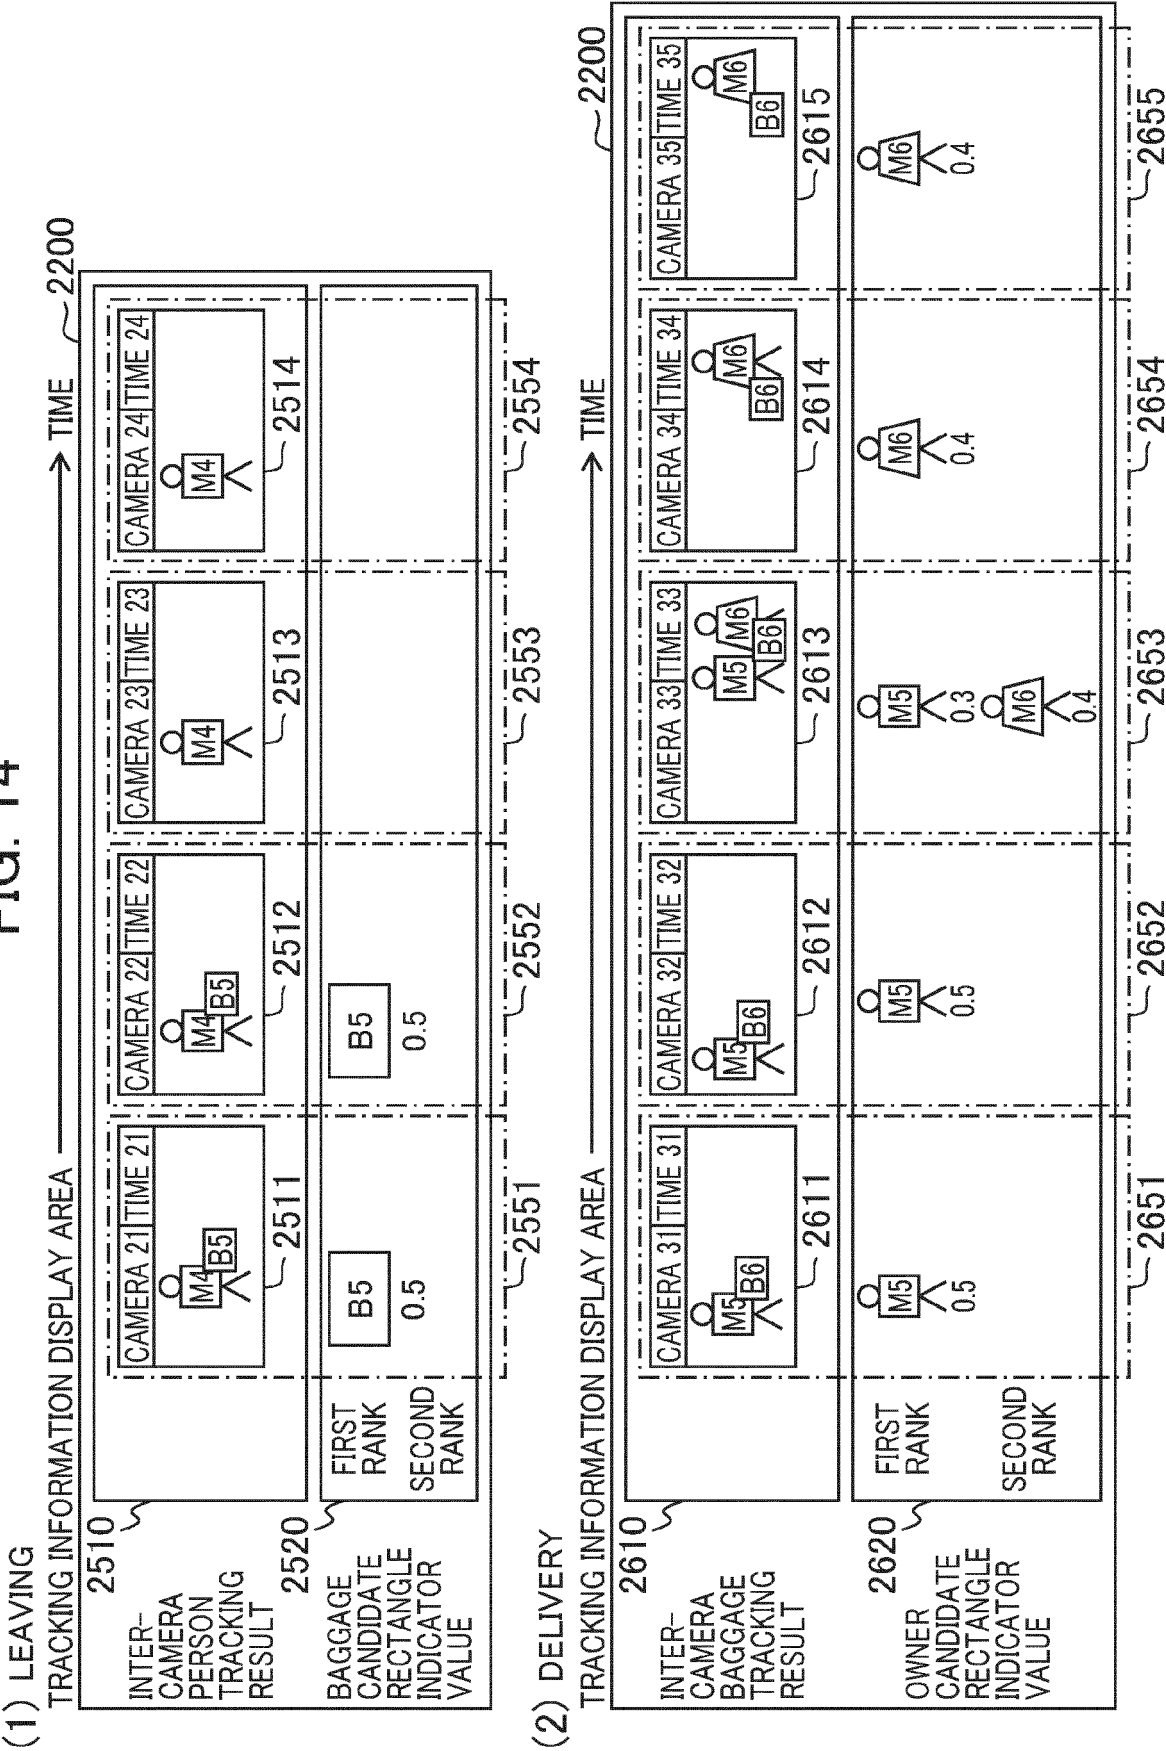 FIG. 14
(1) LEAVING
TRACKING INFORMATION DISPLAY AREA
TIME
2200
2510
INTER-
CAMERA
PERSON
TRACKING
RESULT
CAMERA 21 TIME 21
M4
B5
2511
CAMERA 22 TIME 22
M4
B5
2512
CAMERA 23 TIME 23
M4
2513
CAMERA 24 TIME 24
M4
2514
2520
BAGGAGE
CANDIDATE
RECTANGLE
INDICATOR
VALUE
FIRST
RANK
SECOND
RANK
B5
0.5
B5
0.5
2551
2552
2553
2554
(2) DELIVERY
TRACKING INFORMATION DISPLAY AREA
TIME
2200
2610
INTER-
CAMERA
BAGGAGE
TRACKING
RESULT
CAMERA 31 TIME 31
M5
B6
2611
CAMERA 32 TIME 32
M5
B6
2612
CAMERA 33 TIME 33
M5
M6
B6
2613
CAMERA 34 TIME 34
M6
B6
2614
CAMERA 35 TIME 35
M6
B6
2615
2620
OWNER
CANDIDATE
RECTANGLE
INDICATOR
VALUE
FIRST
RANK
SECOND
RANK
M5
0.5
M5
0.5
M5
0.3
M6
0.4
M6
0.4
M6
0.4
2651
2652
2653
2654
2655